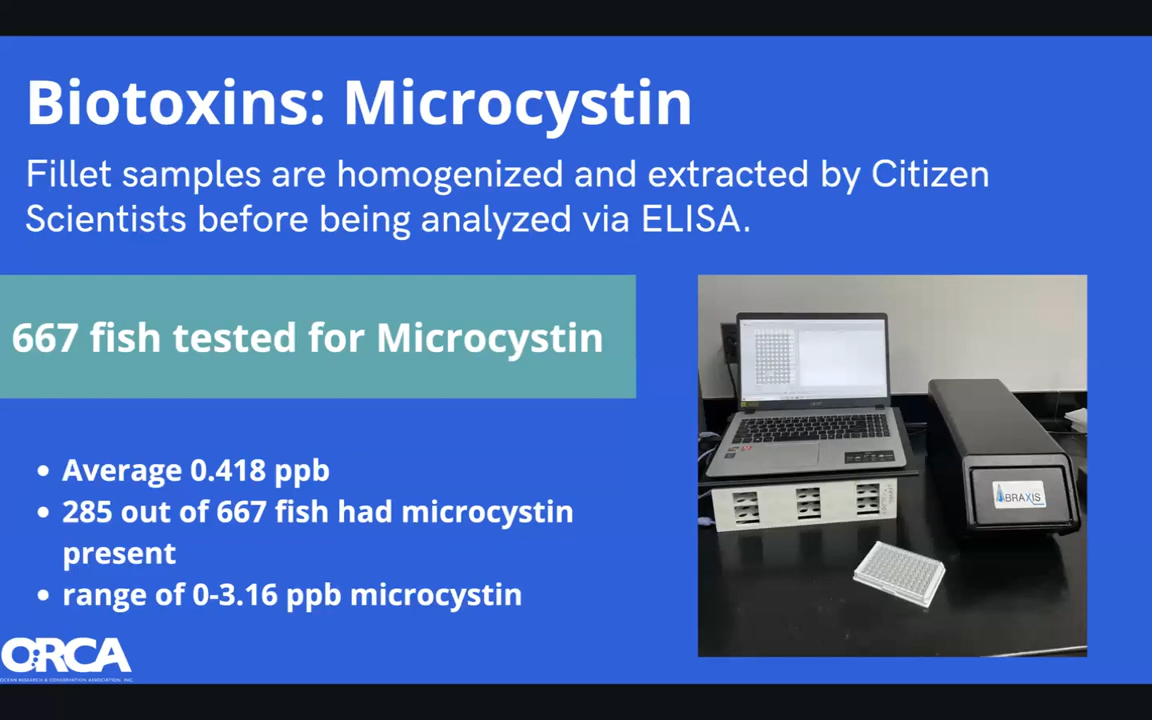 Biotoxins: Microcystin
Fillet samples are homogenized and extracted by Citizen
Scientists before being analyzed via ELISA.
667 fish tested for Microcystin
• Average 0.418 ppb
• 285 out of 667 fish had microcystin
present
• range of 0-3.16 ppb microcystin
ABRAXIS
ORCA
OCEAN RESEARCH & CONSERVATION ASSOCIATION, INC.